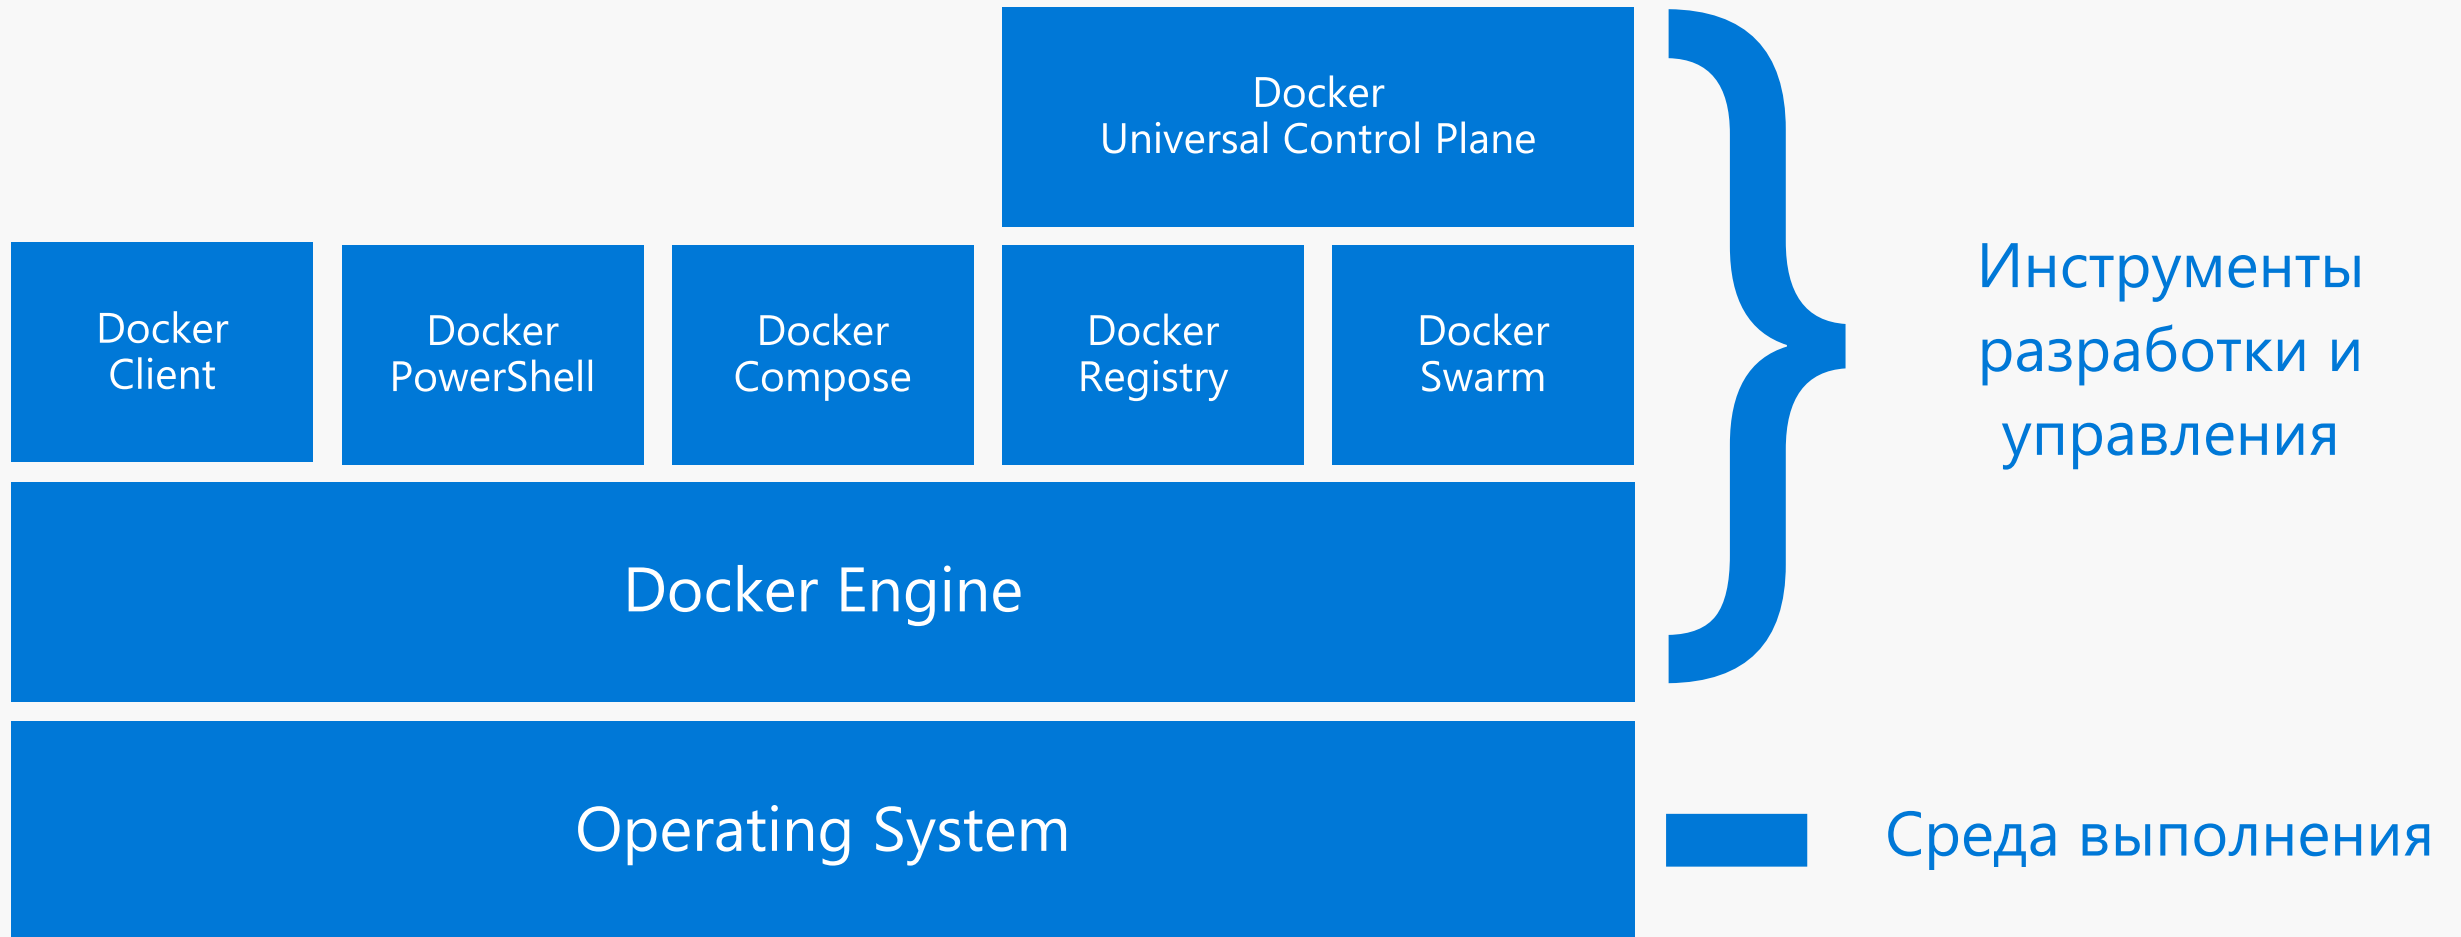 Docker
Universal Control Plane
Docker
Client
Docker
PowerShell
Docker
Compose
Docker
Registry
Docker
Swarm
Инструменты
разработки и
управления
Docker Engine
Operating System
Среда выполнения